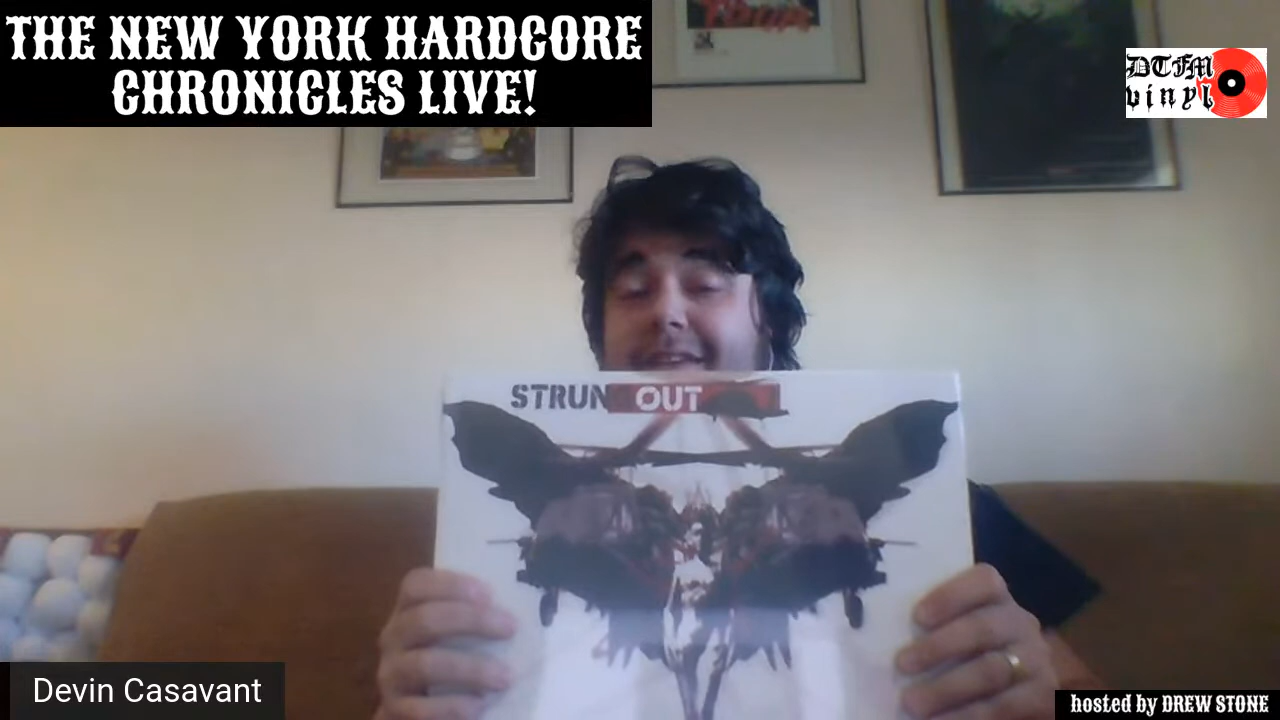 THE NEW YORK HARDCORE
CHRONICLES LIVE!
DTFM
vinyl
STRUN OUT
Devin Casavant
hosted by DREW STONE